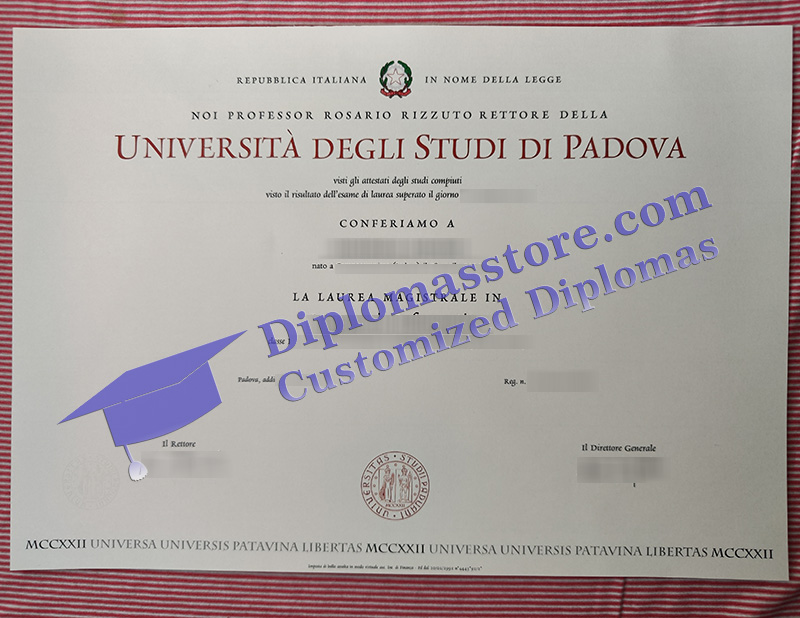 REPUBBLICA ITALIANA IN NOME DELLA LEGGE
NOI PROFESSOR ROSARIO RIZZUTO RETTORE DELLA
UNIVERSITÀ DEGLI STUDI DI PADOVA
visti gli attestati degli studi compiuti
visto il risultato dell'esame di laurea superato il giorno
CONFERIAMO A
nato a
LA LAUREA MAGISTRALE IN
classe
Diplomasstore.com
Customized Diplomas
Padova, addì
Reg. n.
Il Rettore
Il Direttore Generale
UNIVERSITAS STUDII PADUANI
MCCXXII UNIVERSA UNIVERSIS PATAVINA LIBERTAS MCCXXII UNIVERSA UNIVERSIS PATAVINA LIBERTAS MCCXXII